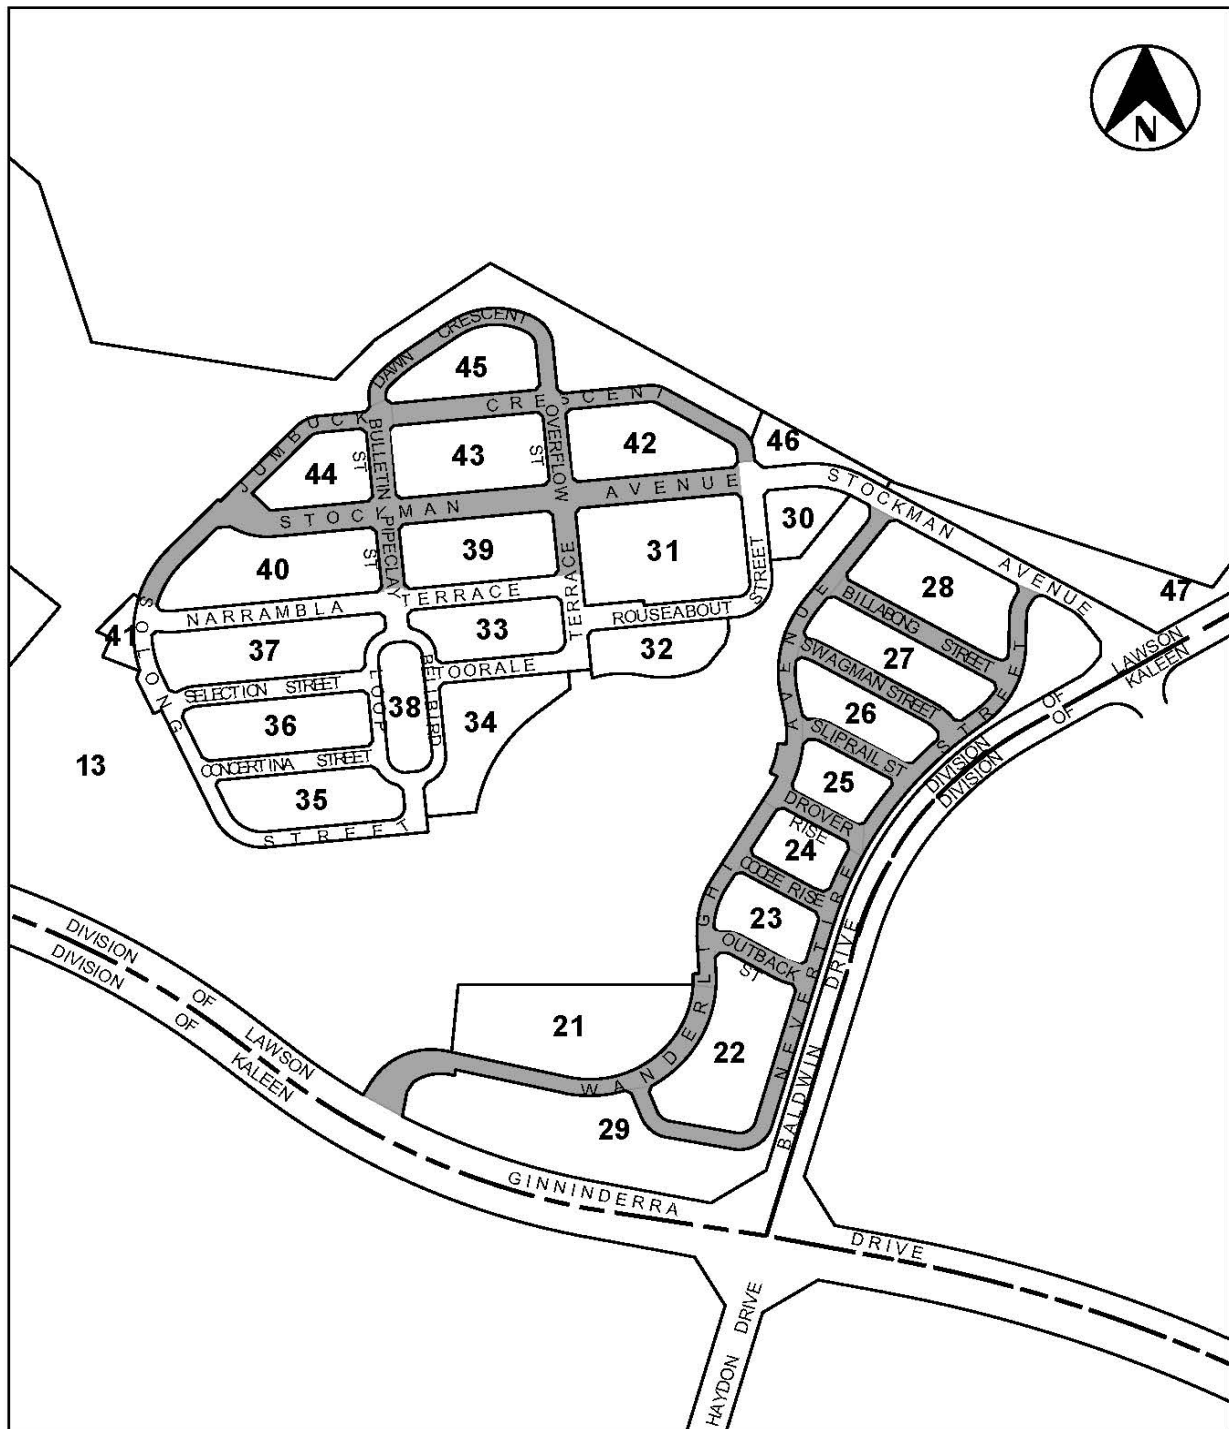 N
DAWN CRESCENT
45
JUMBUCK CRESCENT
BULLETIN ST
OVERFLOW ST
44
43
42
46
STOCKMAN AVENUE
STOCKMAN AVENUE
30
47
40
PIPECLAY ST
39
31
28
NARRAMBLA TERRACE
TERRACE
ROUSEABOUT STREET
BILLABONG STREET
41
37
33
32
27
SOLONG STREET
SELECTION STREET
LOOP
BELLBIRD
TOORALE TERRACE
SWAGMAN STREET
36
38
34
26
13
CONCERTINA STREET
SLIPRAIL ST
35
25
DROVER RISE
24
COOEE RISE
23
OUTBACK ST
WANDERLIGHT AVENUE
NEVERTIRE STREET
21
22
29
BALDWIN DRIVE
DIVISION OF LAWSON
DIVISION OF KALEEN
DIVISION OF LAWSON
DIVISION OF KALEEN
GINNINDERRA DRIVE
HAYDON DRIVE